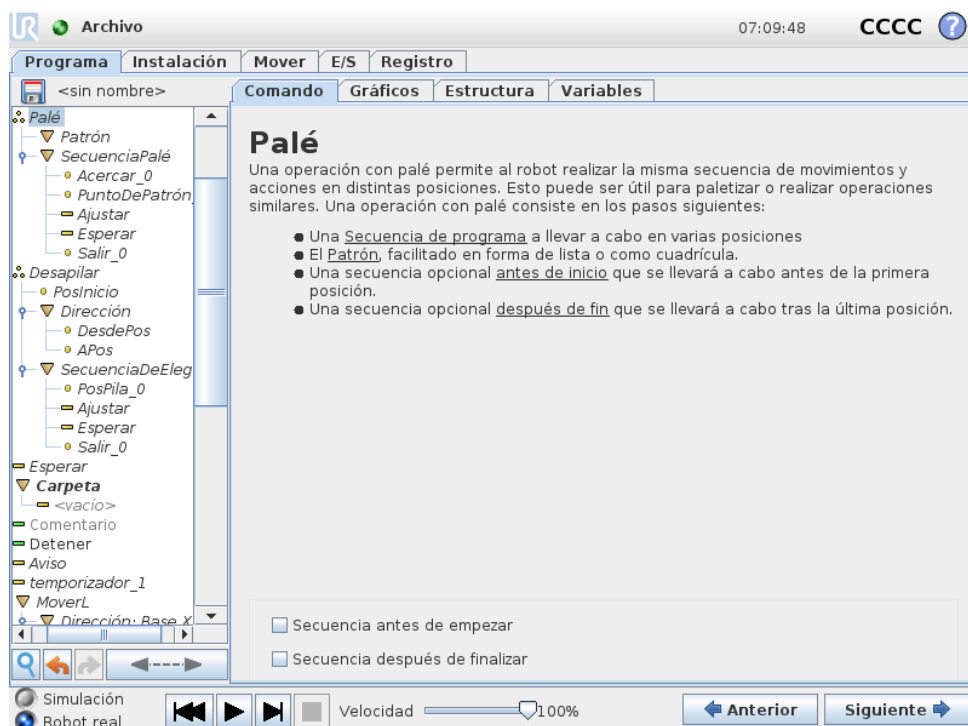 UR
Archivo
07:09:48
CCCC
?
Programa
Instalación
Mover
E/S
Registro
<sin nombre>
Comando
Gráficos
Estructura
Variables
Palé
Patrón
SecuenciaPalé
Acercar_0
PuntoDePatrón
Ajustar
Esperar
Salir_0
Desapilar
PosInicio
Dirección
DesdePos
APos
SecuenciaDeEleg
PosPila_0
Ajustar
Esperar
Salir_0
Esperar
Carpeta
<vacío>
Comentario
Detener
Aviso
temporizador_1
MoverL
Dirección: Base X
Palé
Una operación con palé permite al robot realizar la misma secuencia de movimientos y
acciones en distintas posiciones. Esto puede ser útil para paletizar o realizar operaciones
similares. Una operación con palé consiste en los pasos siguientes:
Una Secuencia de programa a llevar a cabo en varias posiciones
El Patrón, facilitado en forma de lista o como cuadrícula.
Una secuencia opcional antes de inicio que se llevará a cabo antes de la primera
posición.
Una secuencia opcional después de fin que se llevará a cabo tras la última posición.
Secuencia antes de empezar
Secuencia después de finalizar
Simulación
Robot real
Velocidad
100%
Anterior
Siguiente